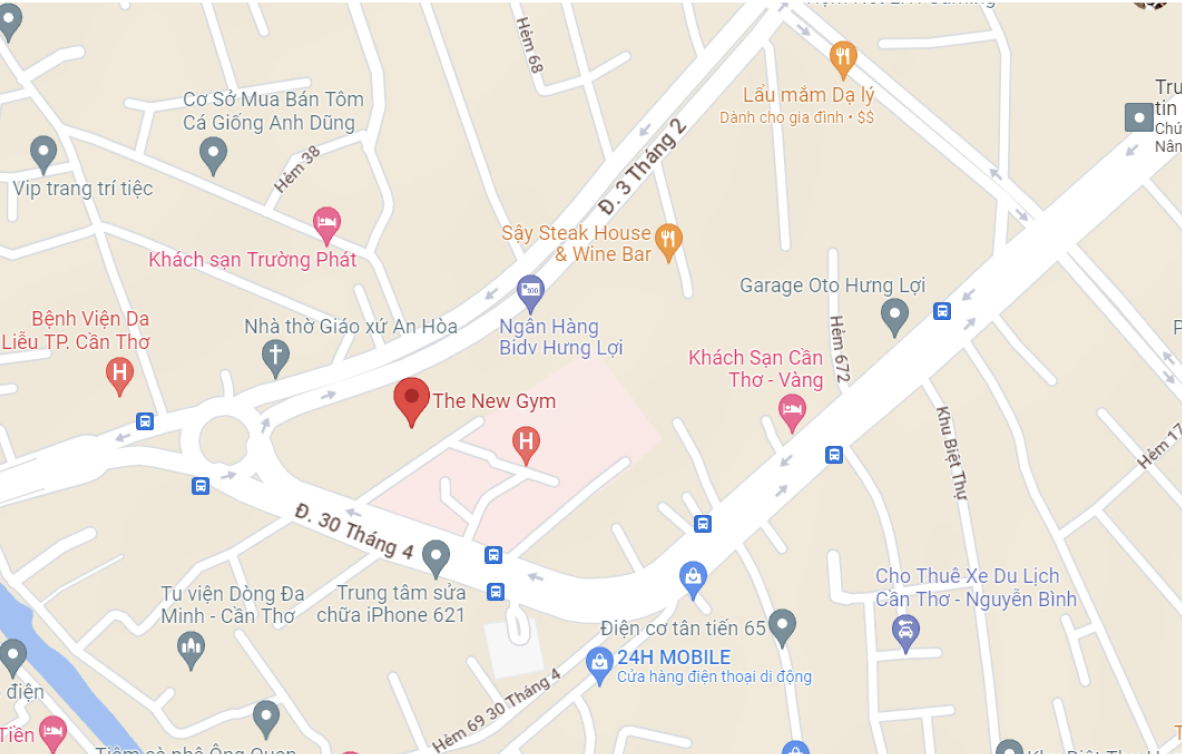 Hẻm 68
Lẩu mắm Dạ lý
Dành cho gia đình • $$
Cơ Sở Mua Bán Tôm
Cá Giống Anh Dũng
Hẻm 38
Vip trang trí tiệc
Đ. 3 Tháng 2
Khách sạn Trường Phát
Sậy Steak House
& Wine Bar
Garage Oto Hưng Lợi
Bệnh Viện Da
Liễu TP. Cần Thơ
H
Nhà thờ Giáo xứ An Hòa
Ngân Hàng
Bidv Hưng Lợi
Hẻm 672
Khách Sạn Cần
Thơ - Vàng
The New Gym
H
Khu Biệt Thự
Hẻm 17
Đ. 30 Tháng 4
Trung tâm sửa
chữa iPhone 621
Tu viện Dòng Đa
Minh - Cần Thơ
Cho Thuê Xe Du Lịch
Cần Thơ - Nguyễn Bình
Điện cơ tân tiến 65
24H MOBILE
Cửa hàng điện thoại di động
Hẻm 69 30 Tháng 4
điện
Tiền